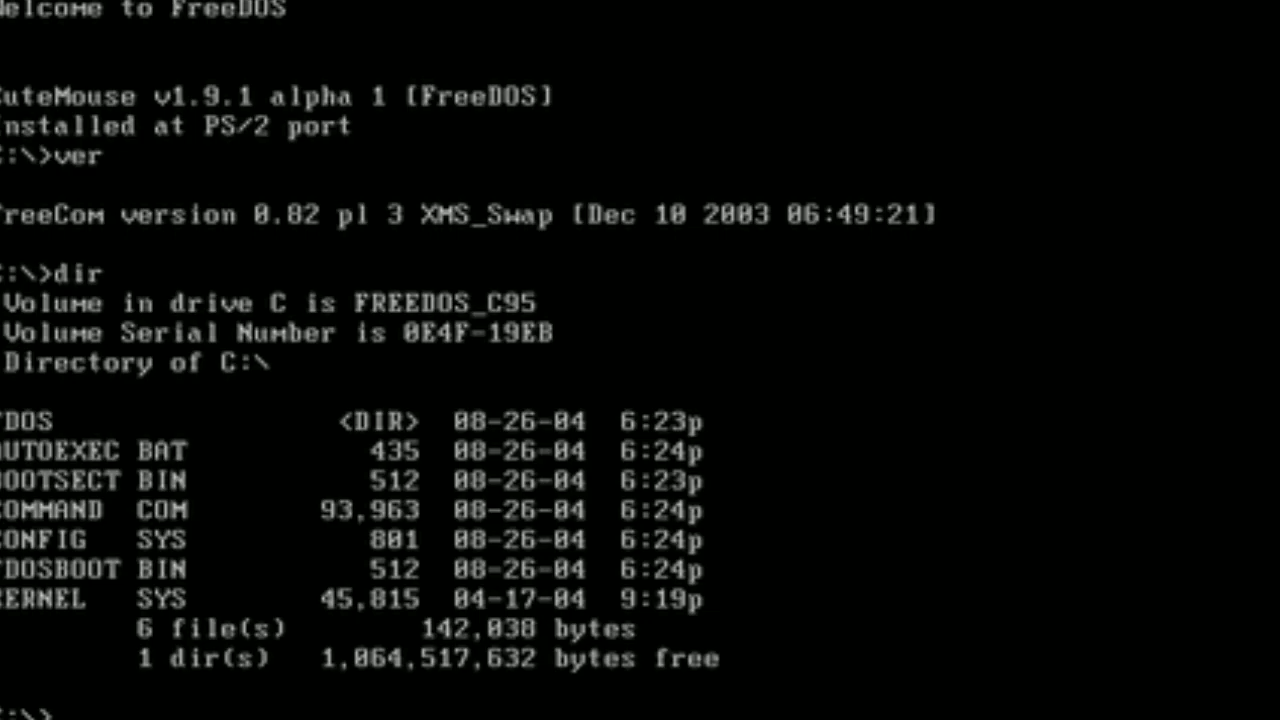 Welcome to FreeDOS
CuteMouse v1.9.1 alpha 1 [FreeDOS]
Installed at PS/2 port
C:\>ver
FreeCom version 0.82 pl 3 XMS_Swap [Dec 10 2003 06:49:21]
C:\>dir
Volume in drive C is FREEDOS_C95
Volume Serial Number is 0E4F-19EB
Directory of C:\
FDOS <DIR> 08-26-04 6:23p
AUTOEXEC BAT 435 08-26-04 6:24p
BOOTSECT BIN 512 08-26-04 6:23p
COMMAND COM 93,963 08-26-04 6:24p
CONFIG SYS 801 08-26-04 6:24p
FDOSBOOT BIN 512 08-26-04 6:24p
KERNEL SYS 45,815 04-17-04 9:19p
6 file(s) 142,038 bytes
1 dir(s) 1,064,517,632 bytes free
C:\>